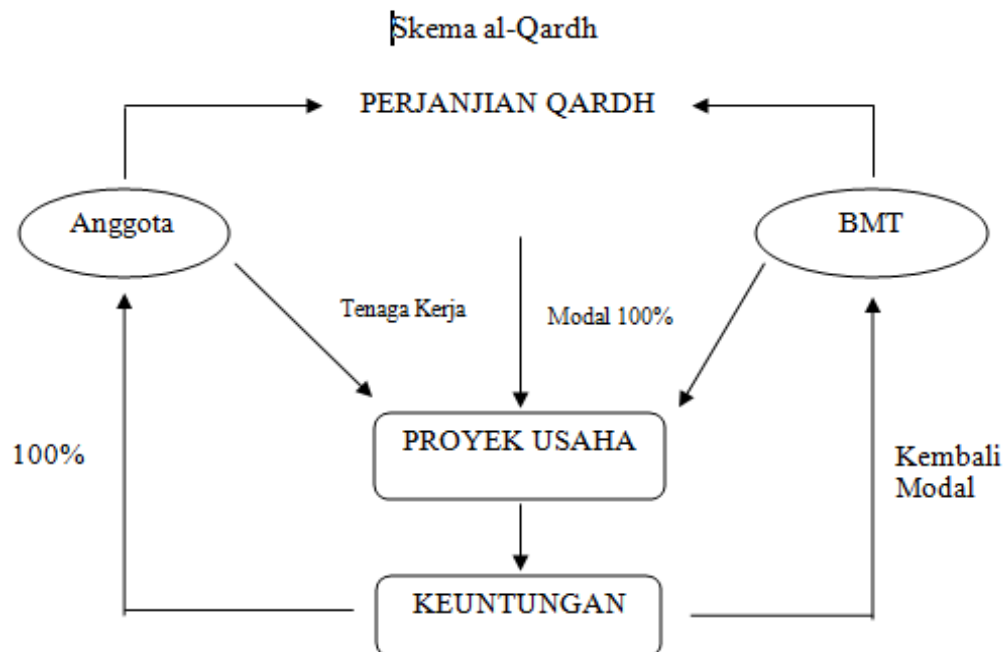 Skema al-Qardh
PERJANJIAN QARDH
Anggota
BMT
Tenaga Kerja
Modal 100%
PROYEK USAHA
100%
Kembali
Modal
KEUNTUNGAN